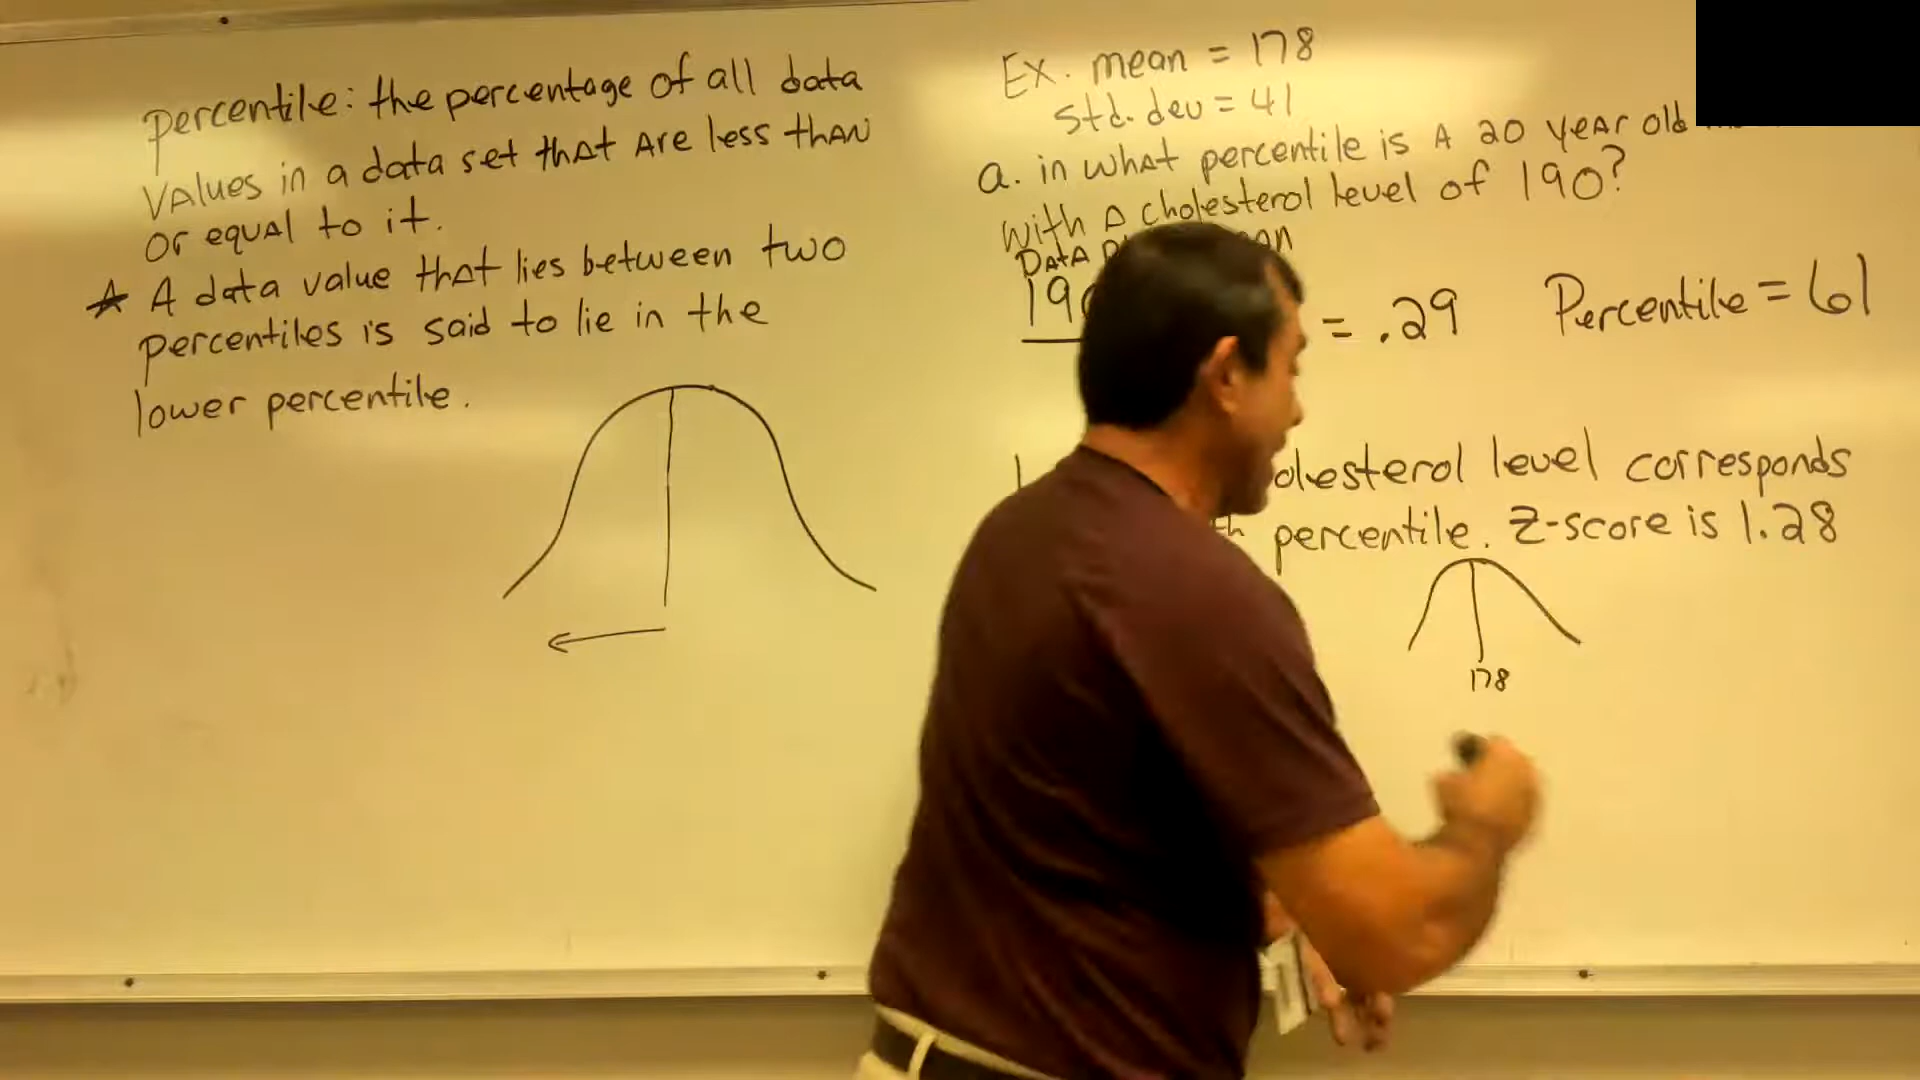 percentile: the percentage of all data
values in a data set that are less than
or equal to it.
★ A data value that lies between two
percentiles is said to lie in the
lower percentile.
Ex. mean = 178
std. dev = 41
a. in what percentile is a 20 year old
with a cholesterol level of 190?
Data
= .29 Percentile = 61
level corresponds
percentile. Z-score is 1.28
178